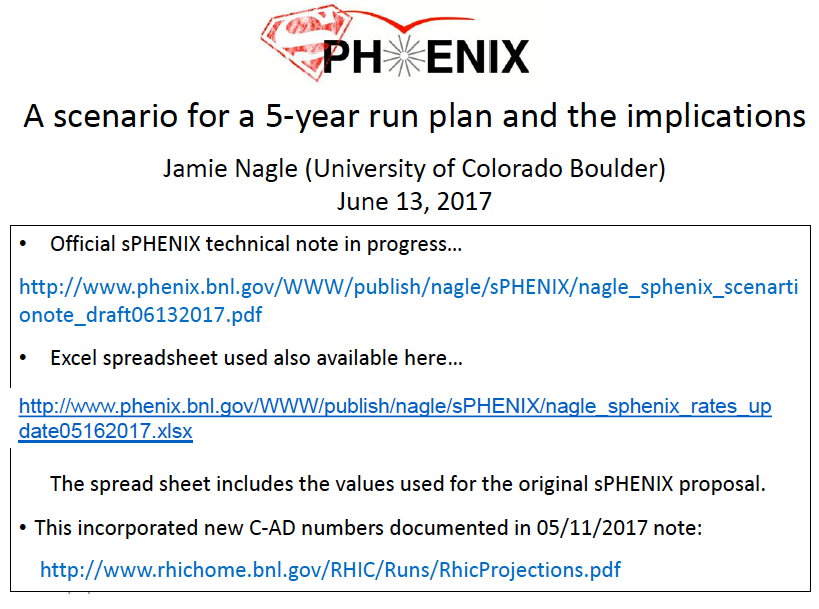 sPHENIX
A scenario for a 5-year run plan and the implications
Jamie Nagle (University of Colorado Boulder)
June 13, 2017
• Official sPHENIX technical note in progress…
http://www.phenix.bnl.gov/WWW/publish/nagle/sPHENIX/nagle_sphenix_scenarti
onote_draft06132017.pdf
• Excel spreadsheet used also available here…
http://www.phenix.bnl.gov/WWW/publish/nagle/sPHENIX/nagle_sphenix_rates_up
date05162017.xlsx
The spread sheet includes the values used for the original sPHENIX proposal.
• This incorporated new C-AD numbers documented in 05/11/2017 note:
http://www.rhichome.bnl.gov/RHIC/Runs/RhicProjections.pdf